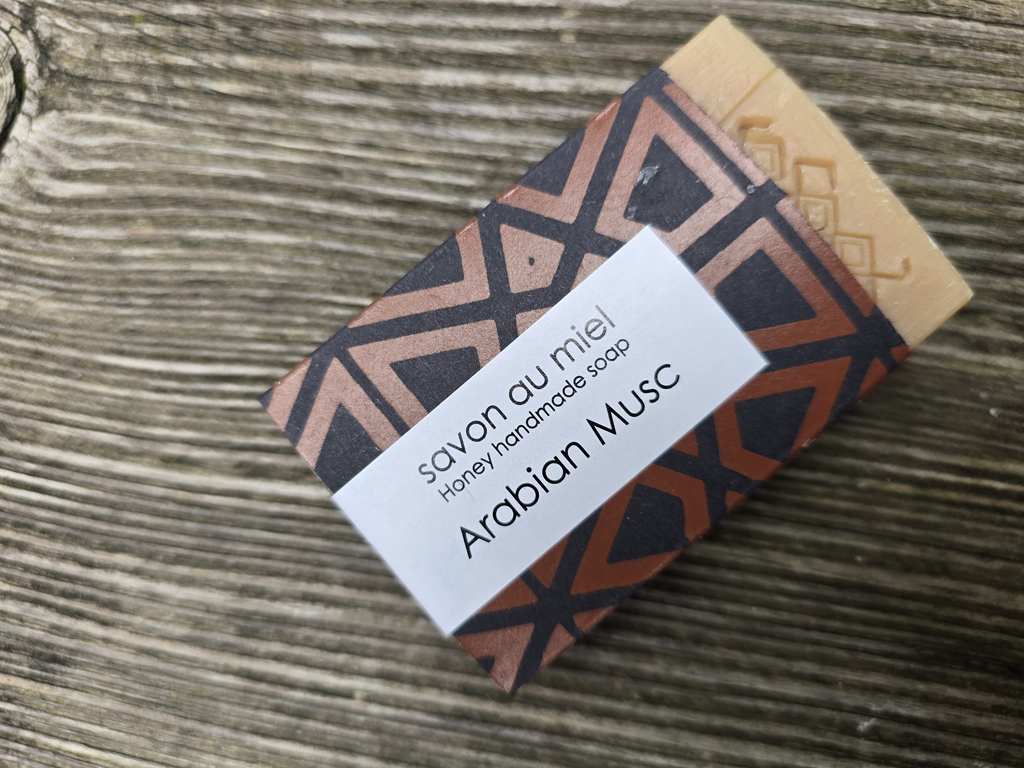 savon au miel
Honey handmade soap
Arabian Musc